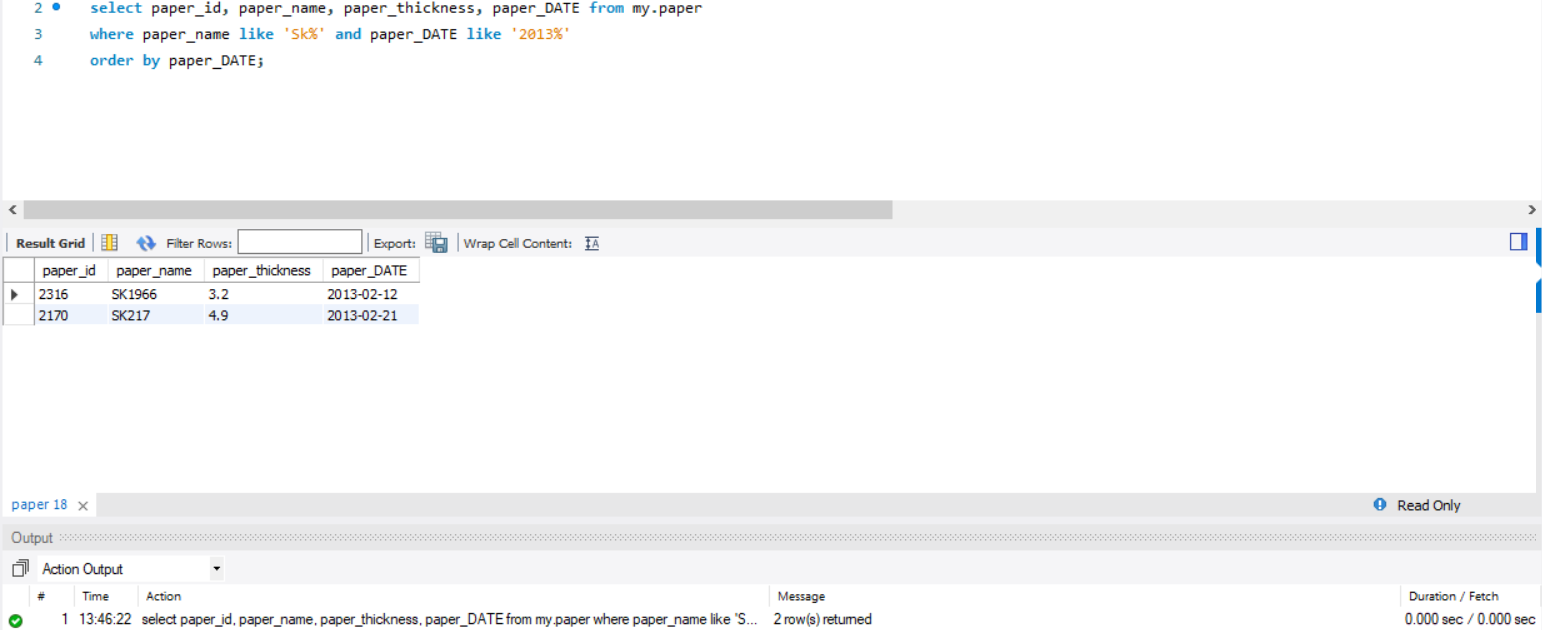 2 select paper_id, paper_name, paper_thickness, paper_DATE from my.paper
3 where paper_name like 'Sk%' and paper_DATE like '2013%'
4 order by paper_DATE;
Result Grid Filter Rows: Export: Wrap Cell Content:
paper_id paper_name paper_thickness paper_DATE
2316 SK1966 3.2 2013-02-12
2170 SK217 4.9 2013-02-21
paper 18 Read Only
Output
Action Output
# Time Action Message Duration / Fetch
1 13:46:22 select paper_id, paper_name, paper_thickness, paper_DATE from my.paper where paper_name like 'S... 2 row(s) returned 0.000 sec / 0.000 sec